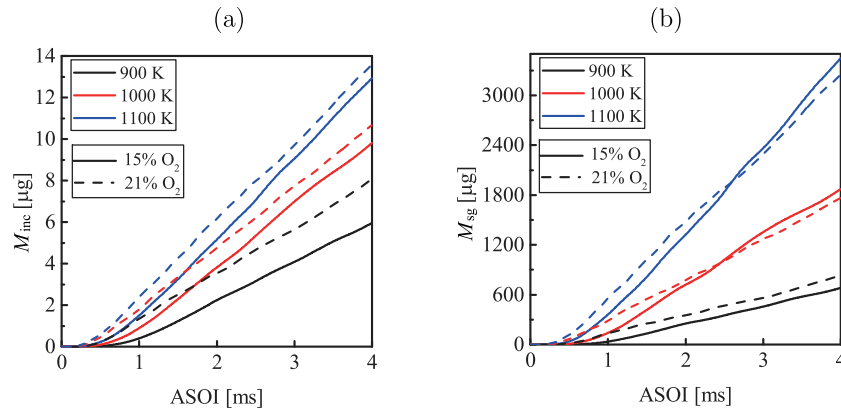 (a)
(b)
M_inc [µg]
14
12
10
8
6
4
2
0
900 K
1000 K
1100 K
15% O₂
21% O₂
0
1
2
3
4
ASOI [ms]
M_sg [µg]
3000
2400
1800
1200
600
0
900 K
1000 K
1100 K
15% O₂
21% O₂
0
1
2
3
4
ASOI [ms]